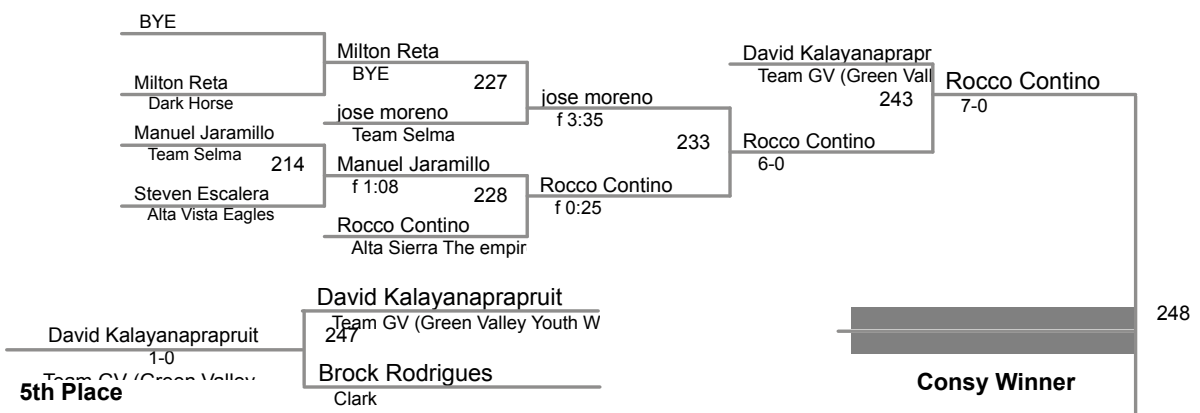 BYE
Milton Reta
Dark Horse
Manuel Jaramillo
Team Selma
214
Steven Escalera
Alta Vista Eagles
Milton Reta
BYE
227
jose moreno
Team Selma
Manuel Jaramillo
f 1:08
228
Rocco Contino
Alta Sierra The empir
jose moreno
f 3:35
233
Rocco Contino
f 0:25
David Kalayanaprapr
Team GV (Green Vall
243
Rocco Contino
6-0
Rocco Contino
7-0
248
David Kalayanaprapruit
Team GV (Green Valley Youth W
247
Brock Rodrigues
Clark
David Kalayanaprapruit
1-0
Team GV (Green Valley
5th Place
Consy Winner